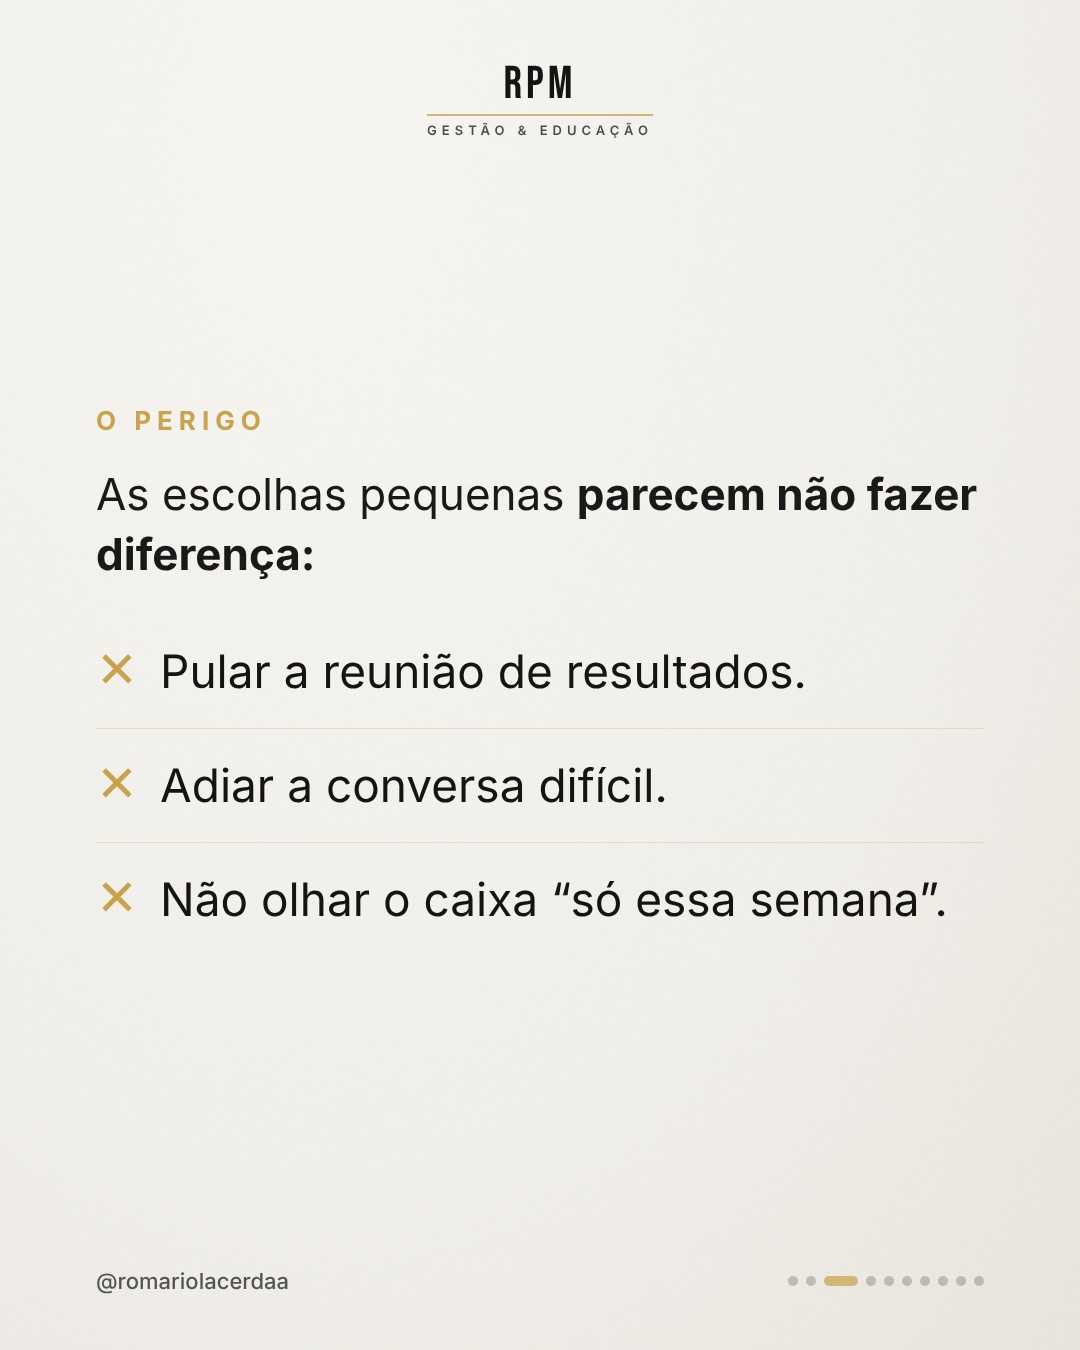 RPM
GESTÃO & EDUCAÇÃO
O PERIGO
As escolhas pequenas parecem não fazer
diferença:
✕ Pular a reunião de resultados.
✕ Adiar a conversa difícil.
✕ Não olhar o caixa “só essa semana”.
@romariolacerdaa